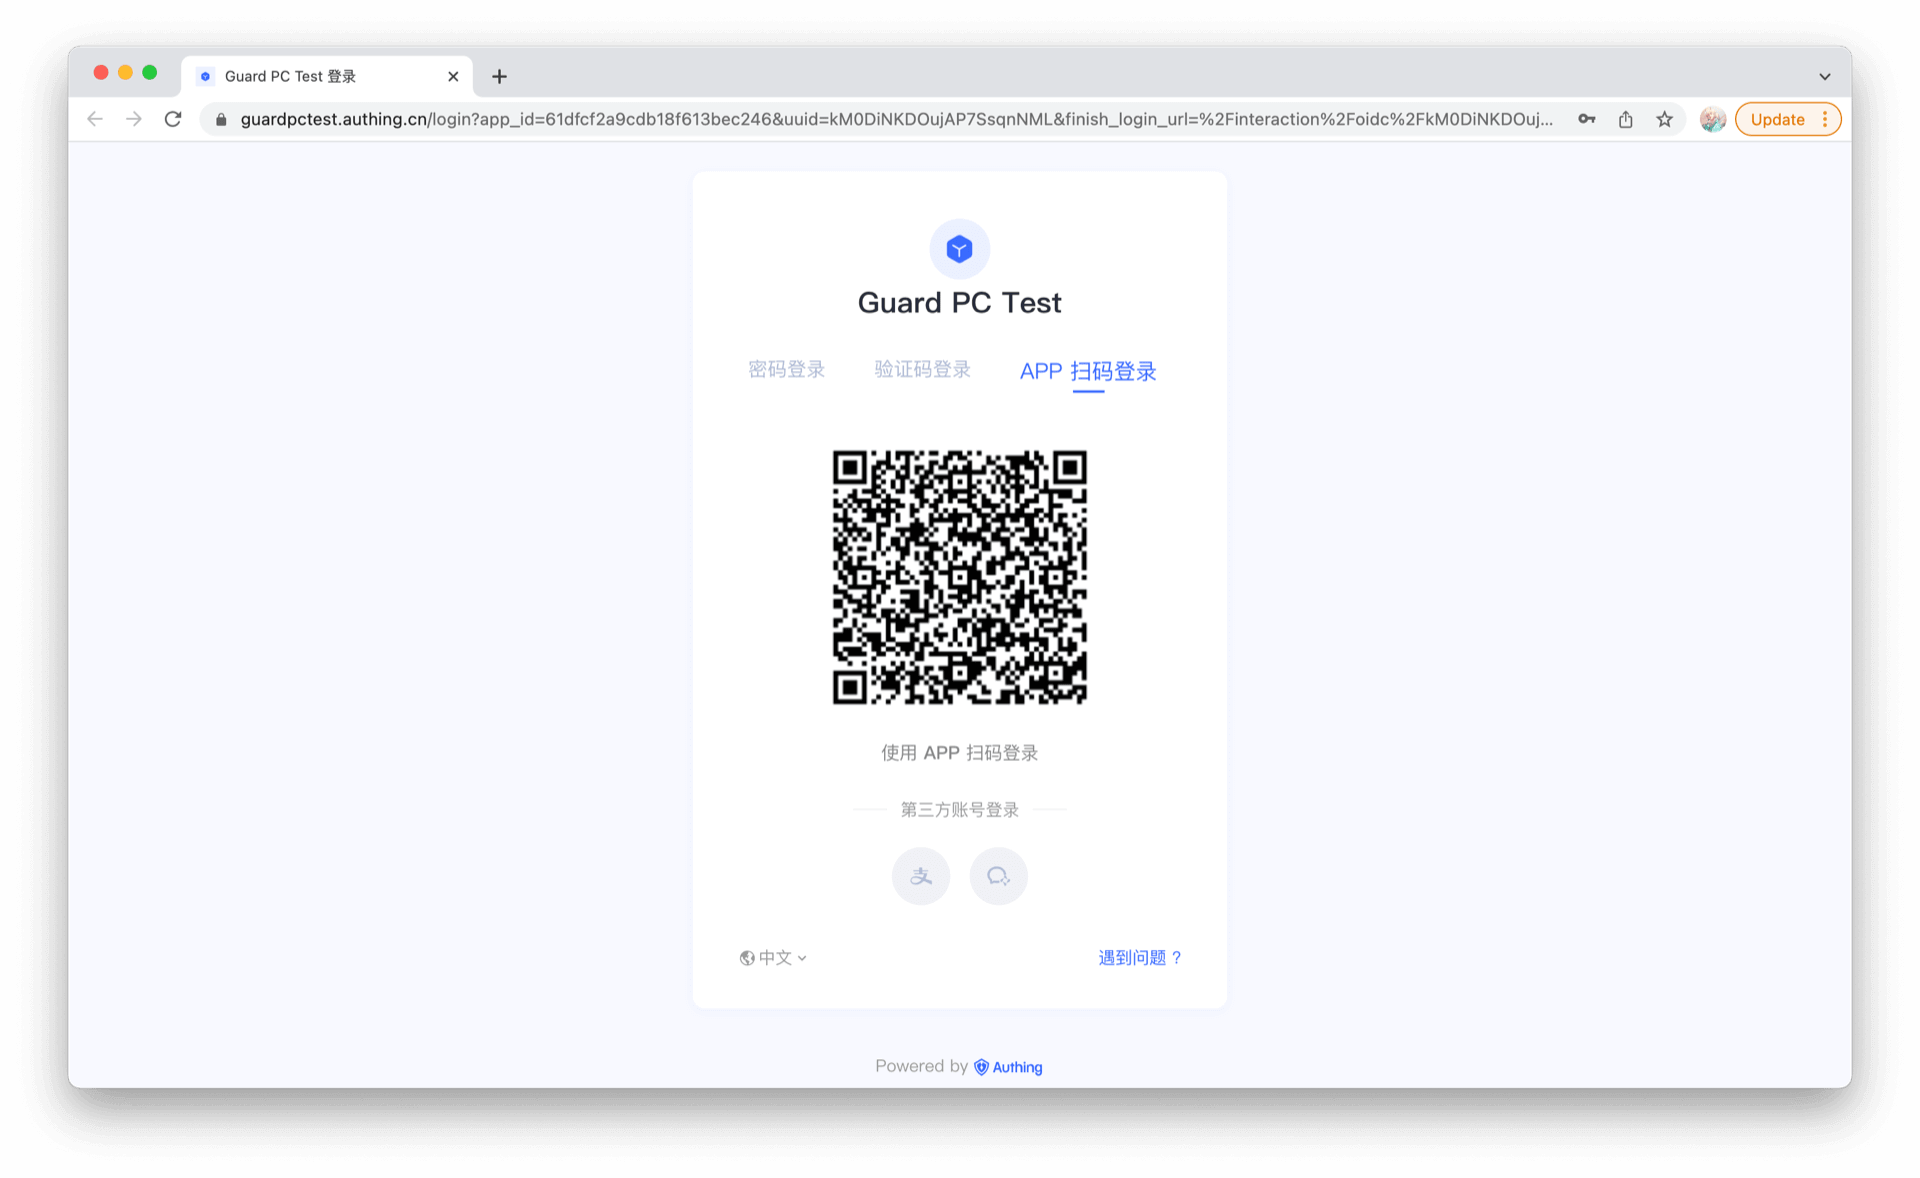 Guard PC Test 登录
guardpctest.authing.cn/login?app_id=61dfcf2a9cdb18f613bec246&uuid=kM0DiNKDOujAP7SsqnNML&finish_login_url=%2Finteraction%2Foidc%2FkM0DiNKDOuj...
Update
Guard PC Test
密码登录 验证码登录 APP 扫码登录
使用 APP 扫码登录
第三方账号登录
支
中文 遇到问题 ?
Powered by Authing